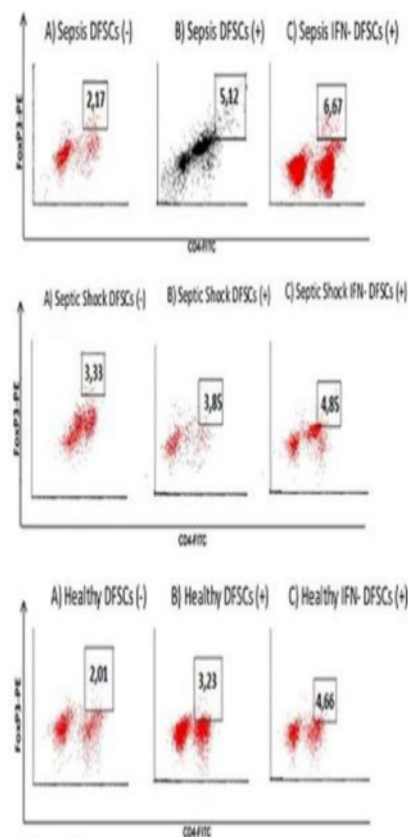 A) Sepsis DFSCs (-) B) Sepsis DFSCs (+) C) Sepsis IFN- DFSCs (+)
2,17 5,12 6,67
FoxP3-PE
CD4-FITC
A) Septic Shock DFSCs (-) B) Septic Shock DFSCs (+) C) Septic Shock IFN- DFSCs (+)
3,33 3,85 4,85
FoxP3-PE
CD4-FITC
A) Healthy DFSCs (-) B) Healthy DFSCs (+) C) Healthy IFN- DFSCs (+)
2,01 3,23 4,66
FoxP3-PE
CD4-FITC